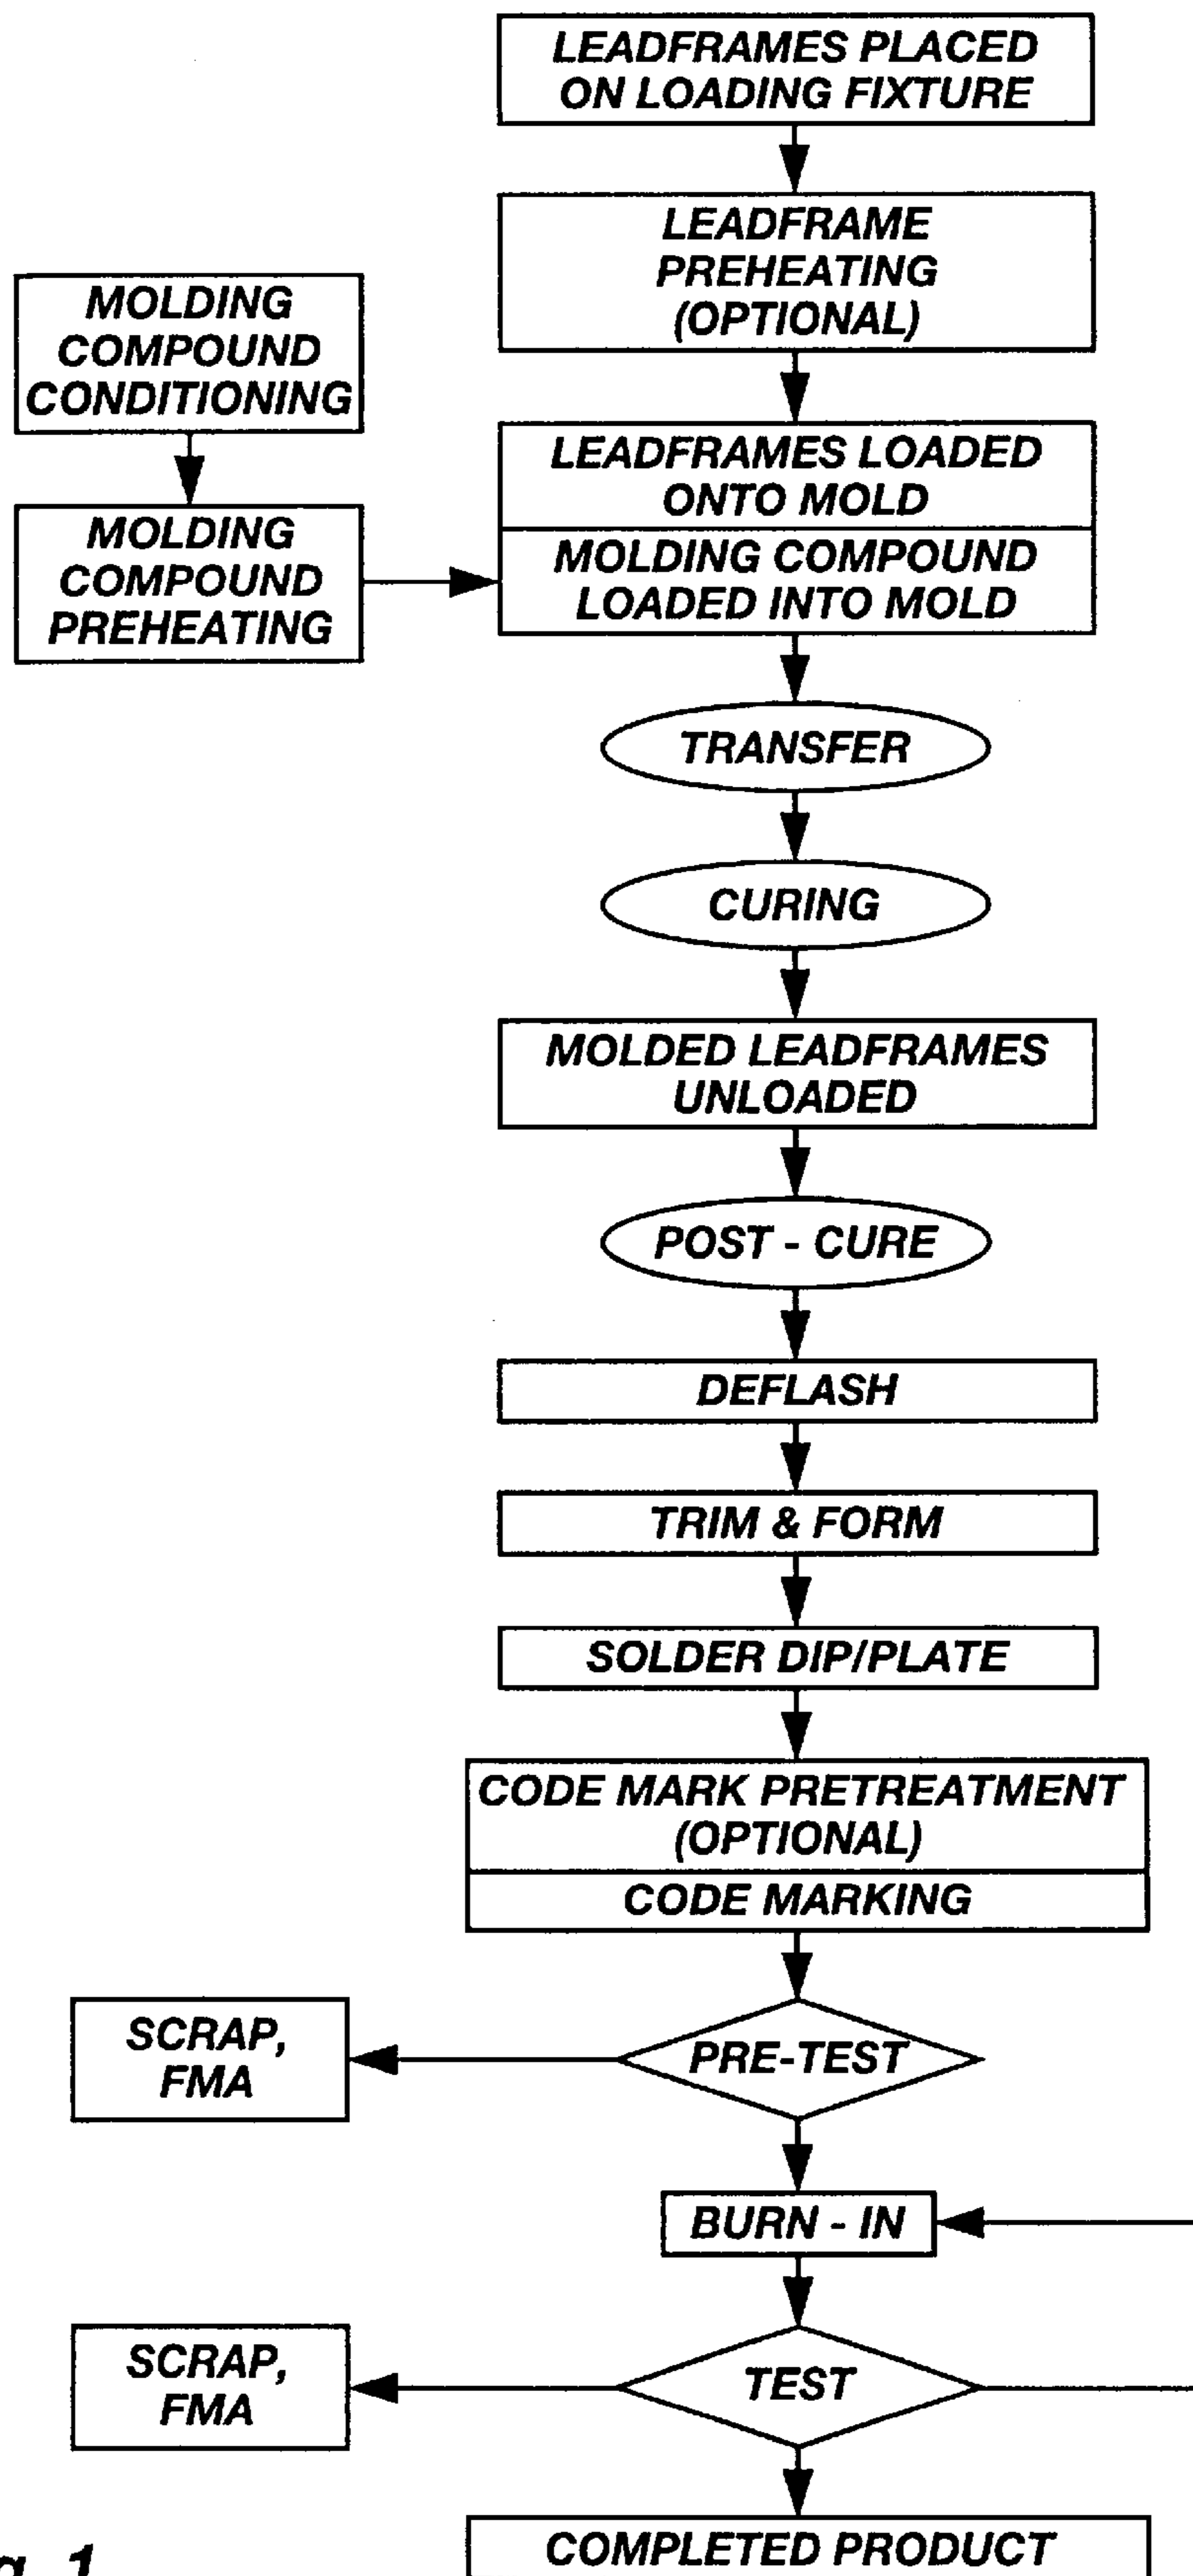 LEADFRAMES PLACED
ON LOADING FIXTURE
LEADFRAME
PREHEATING
(OPTIONAL)
MOLDING
COMPOUND
CONDITIONING
LEADFRAMES LOADED
ONTO MOLD
MOLDING
COMPOUND
PREHEATING
MOLDING COMPOUND
LOADED INTO MOLD
TRANSFER
CURING
MOLDED LEADFRAMES
UNLOADED
POST - CURE
DEFLASH
TRIM & FORM
SOLDER DIP/PLATE
CODE MARK PRETREATMENT
(OPTIONAL)
CODE MARKING
PRE-TEST
SCRAP,
FMA
BURN - IN
TEST
SCRAP,
FMA
COMPLETED PRODUCT
1